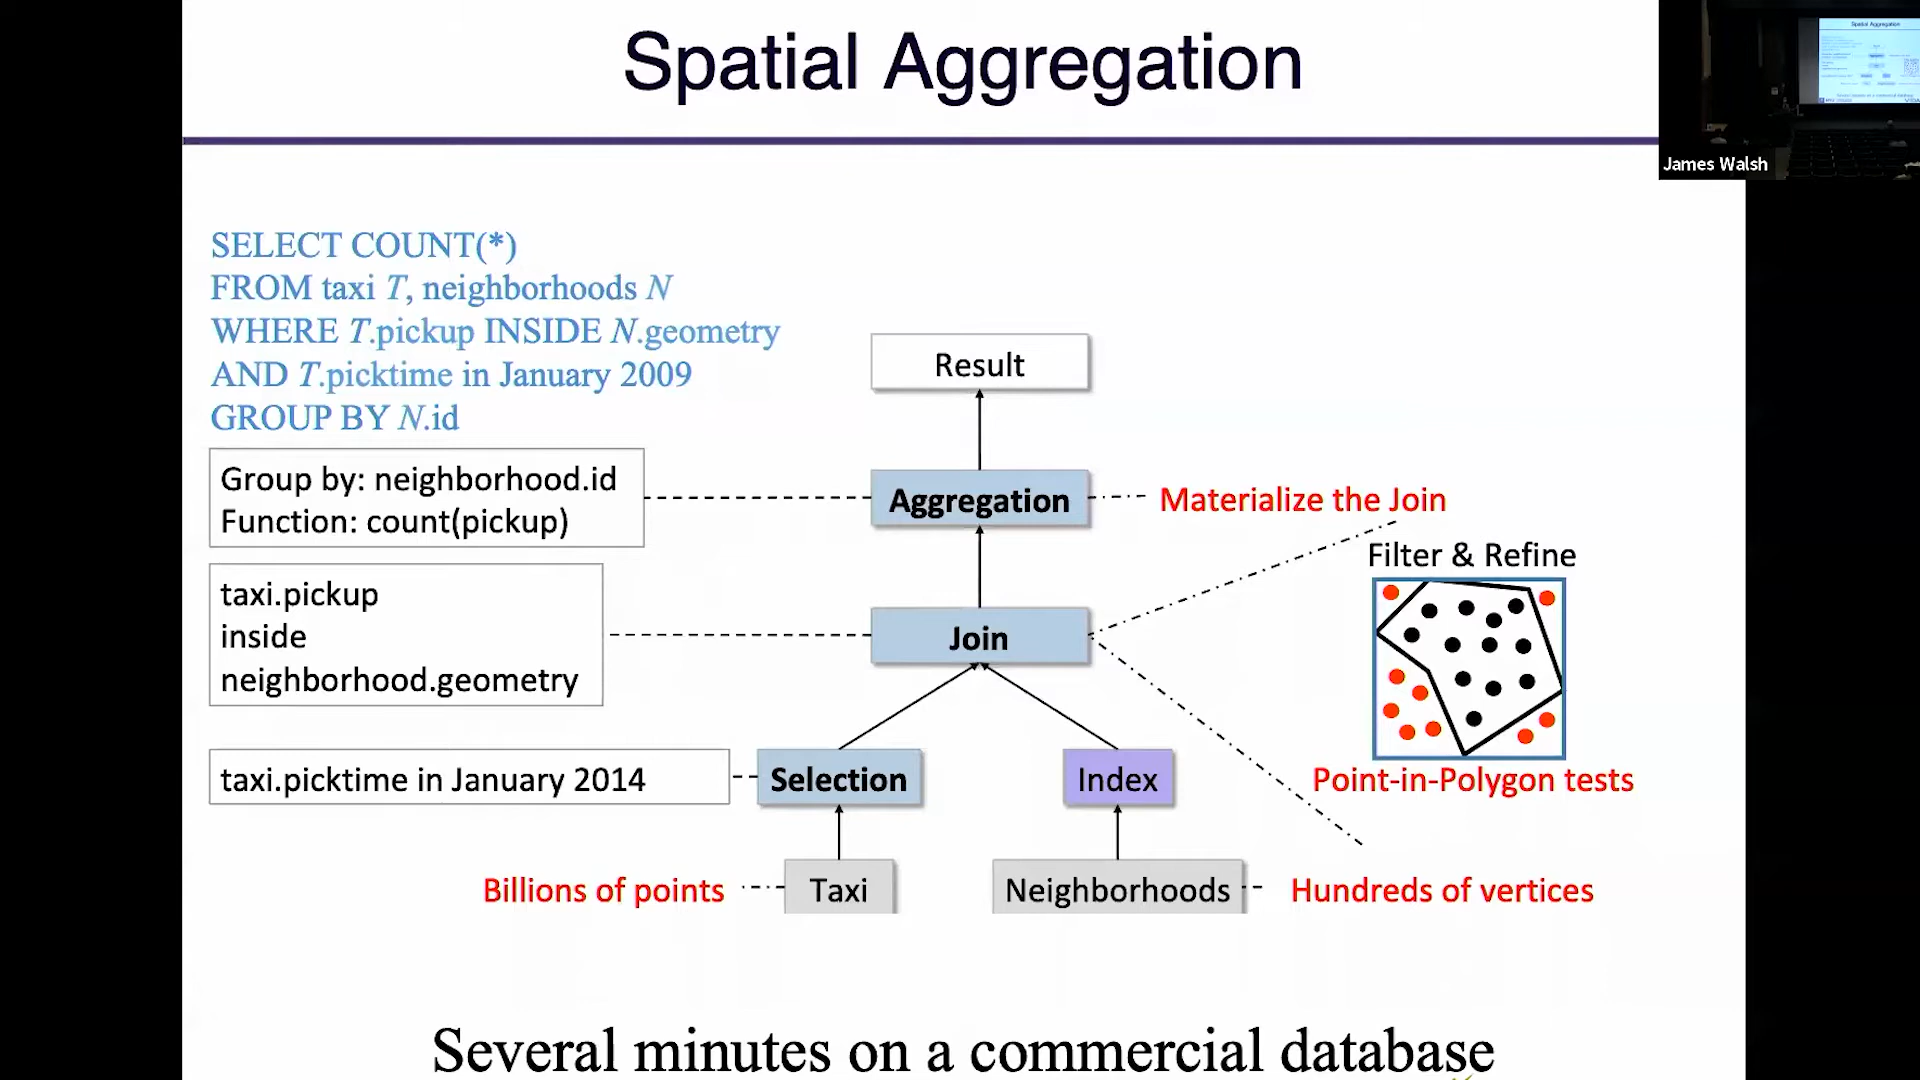 Spatial Aggregation
James Walsh
SELECT COUNT(*)
FROM taxi T, neighborhoods N
WHERE T.pickup INSIDE N.geometry
AND T.picktime in January 2009
GROUP BY N.id
Result
Group by: neighborhood.id
Function: count(pickup)
Aggregation
Materialize the Join
Filter & Refine
taxi.pickup
inside
neighborhood.geometry
Join
taxi.picktime in January 2014
Selection
Index
Point-in-Polygon tests
Billions of points
Taxi
Neighborhoods
Hundreds of vertices
Several minutes on a commercial database